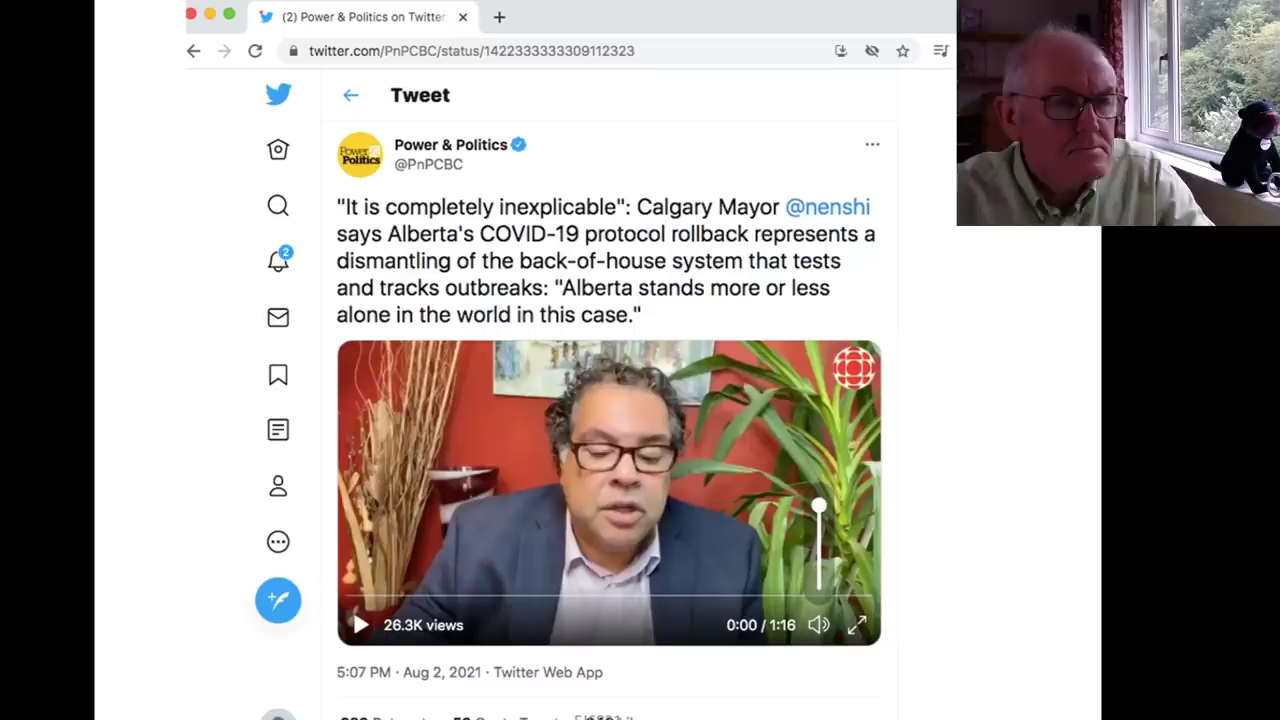 (2) Power & Politics on Twitter
twitter.com/PnPCBC/status/1422333333309112323
Tweet
Power & Politics
@PnPCBC
Power & Politics
"It is completely inexplicable": Calgary Mayor @nenshi
says Alberta's COVID-19 protocol rollback represents a
dismantling of the back-of-house system that tests
and tracks outbreaks: "Alberta stands more or less
alone in the world in this case."
2
26.3K views
0:00 / 1:16
5:07 PM · Aug 2, 2021 · Twitter Web App